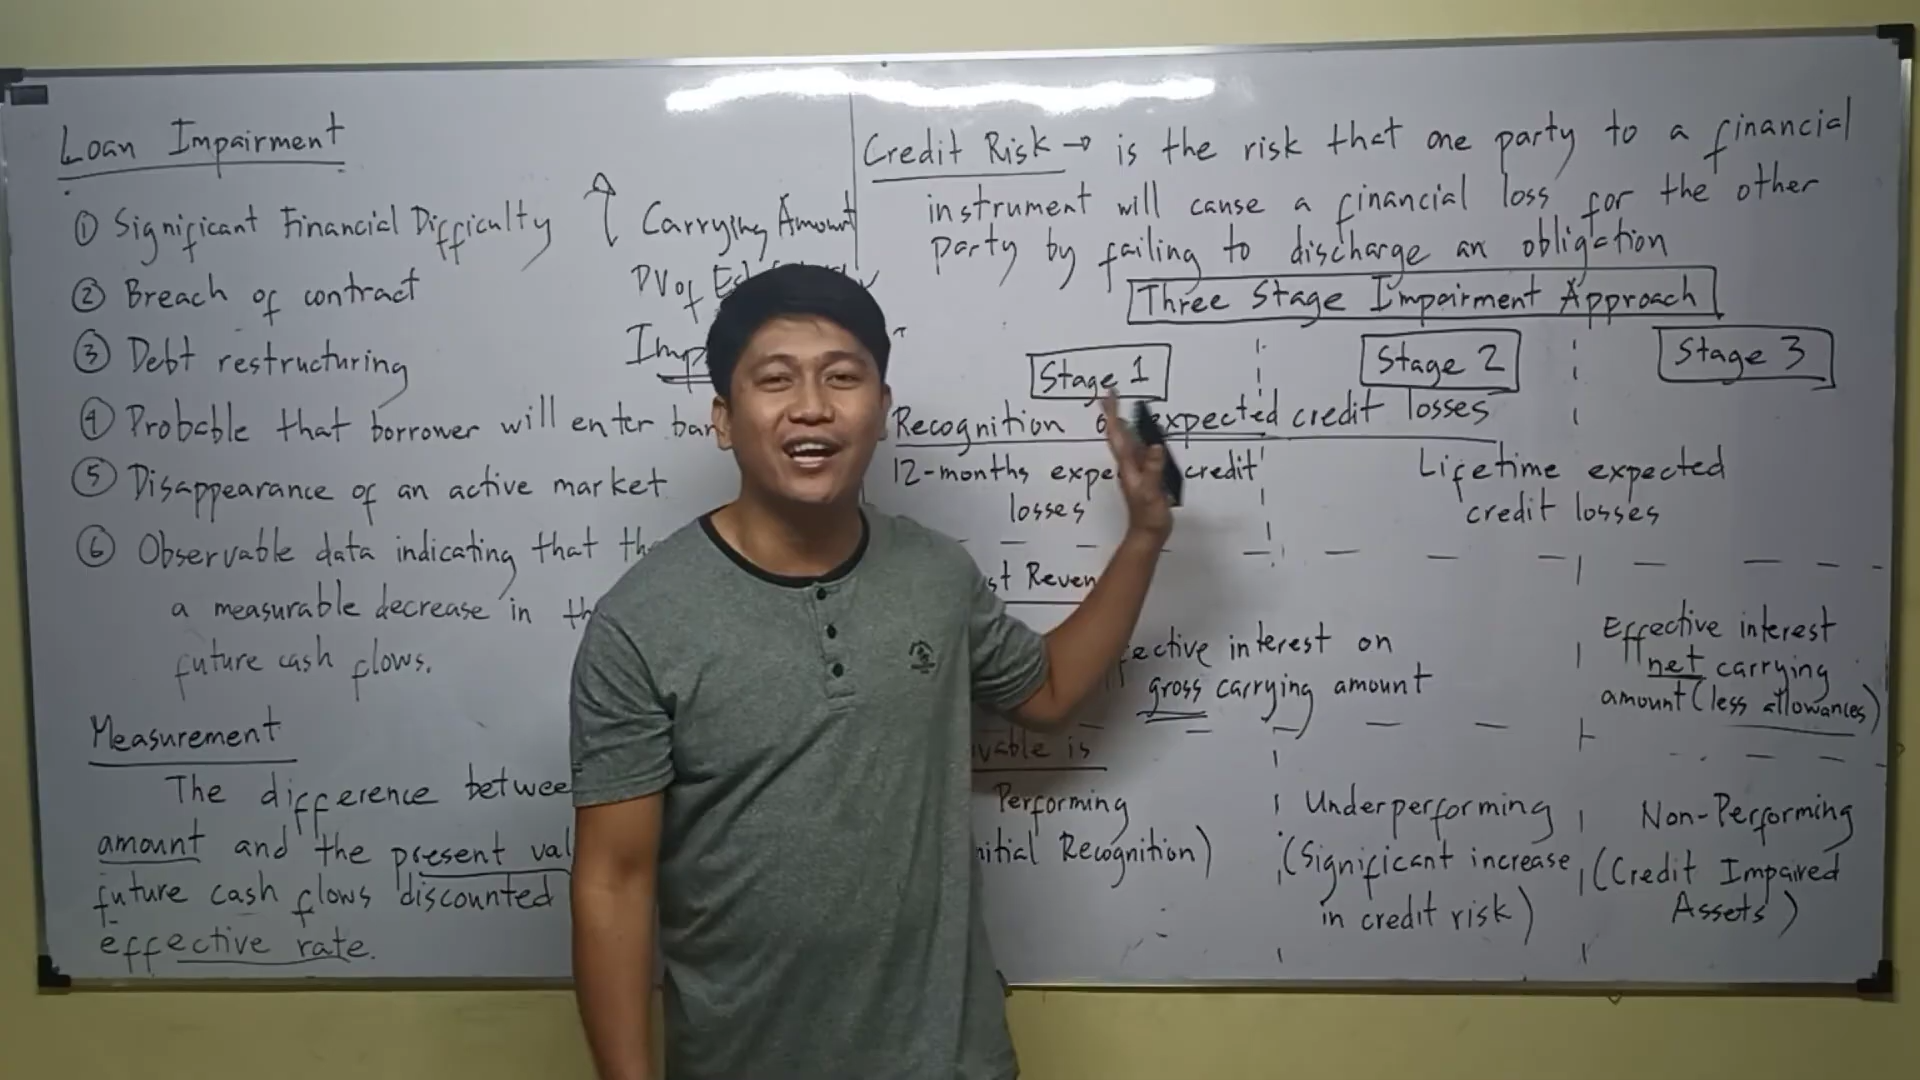 Loan Impairment
① Significant Financial Difficulty
② Breach of contract
③ Debt restructuring
④ Probable that borrower will enter
⑤ Disappearance of an active market
⑥ Observable data indicating that
a measurable decrease in
future cash flows.
Measurement
The difference
amount and the present
future cash flows discounted
effective rate.
Carrying Amount
PV of
Credit Risk → is the risk that one party to a financial
instrument will cause a financial loss for the other
party by failing to discharge an obligation
Three Stage Impairment Approach
Stage 1
Stage 2
Stage 3
Recognition expected credit losses
12-months credit
losses
Lifetime expected
credit losses
interest on
gross carrying amount
Effective interest
net carrying
amount (less allowances)
is
Performing
Recognition)
Underperforming
(Significant increase
in credit risk)
Non-Performing
(Credit Impaired
Assets)